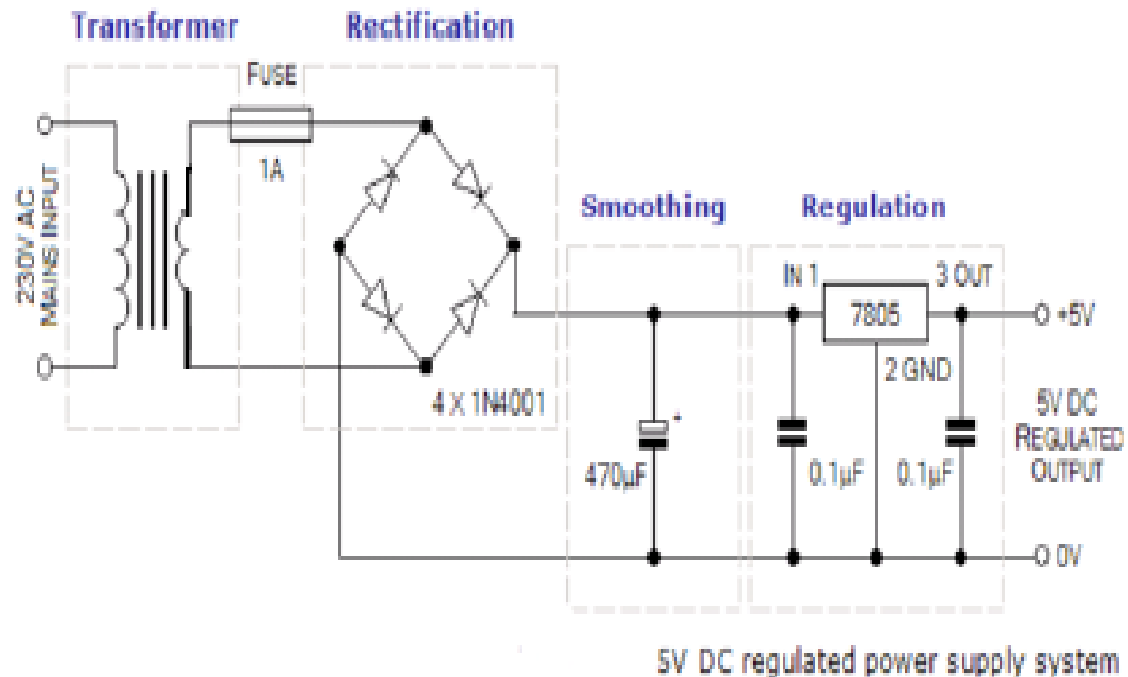 Transformer
Rectification
FUSE
1A
230V AC
MAINS INPUT
4 X 1N4001
Smoothing
Regulation
IN 1
3 OUT
7805
+5V
2 GND
5V DC
REGULATED
OUTPUT
+
470µF
0.1µF
0.1µF
0V
5V DC regulated power supply system